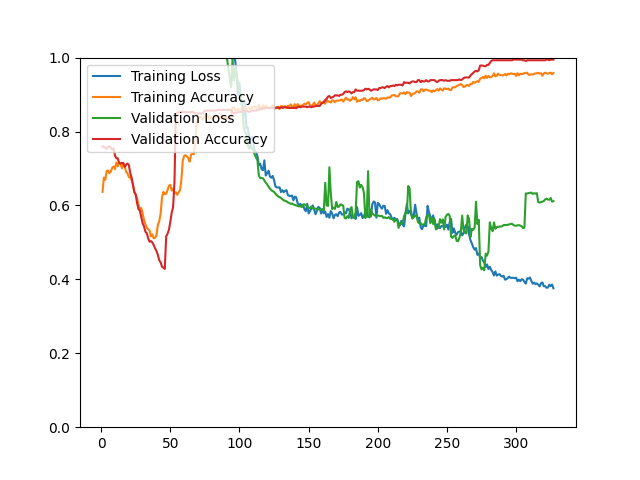 1.0
0.8
0.6
0.4
0.2
0.0
Training Loss
Training Accuracy
Validation Loss
Validation Accuracy
0 50 100 150 200 250 300